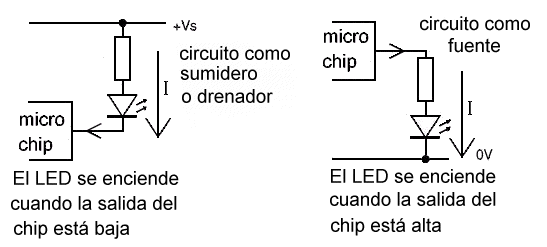 +Vs
circuito como
sumidero
o drenador
I
micro
chip
El LED se enciende
cuando la salida del
chip está baja
micro
chip
circuito como
fuente
I
0V
El LED se enciende
cuando la salida del
chip está alta